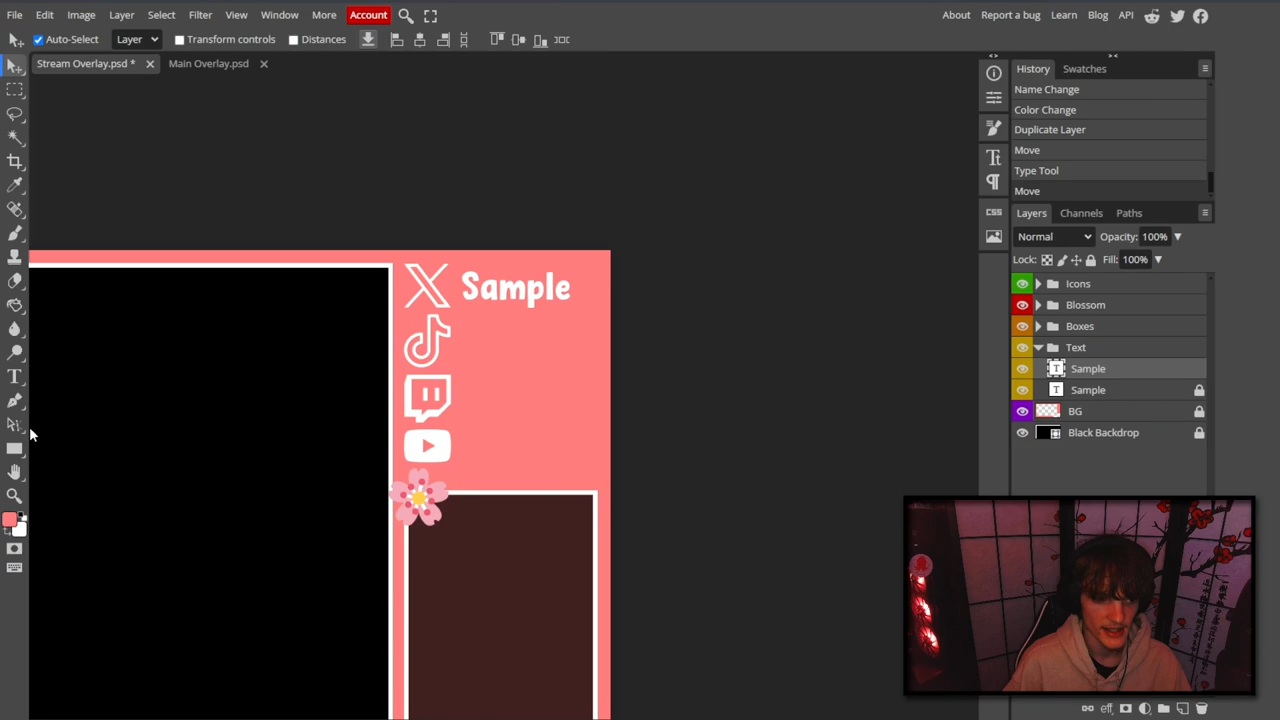 File Edit Image Layer Select Filter View Window More Account About Report a bug Learn Blog API
Auto-Select Layer Transform controls Distances
Stream Overlay.psd * Main Overlay.psd
History Swatches
Name Change
Color Change
Duplicate Layer
Move
Type Tool
Move
Layers Channels Paths
Normal Opacity: 100%
Lock: Fill: 100%
Icons
Blossom
Boxes
Text
Sample
Sample
BG
Black Backdrop
Sample
CSS
eff